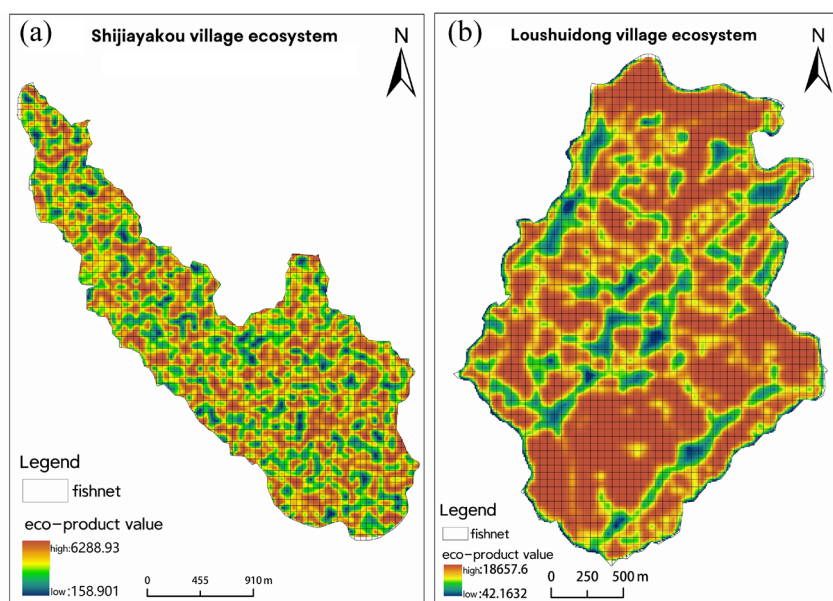 (a)
Shijiayakou village ecosystem
N
Legend
fishnet
eco-product value
high:6288.93
low:158.901
0 455 910 m
(b)
Loushuidong village ecosystem
N
Legend
fishnet
eco-product value
high:18657.6
low:42.1632
0 250 500 m